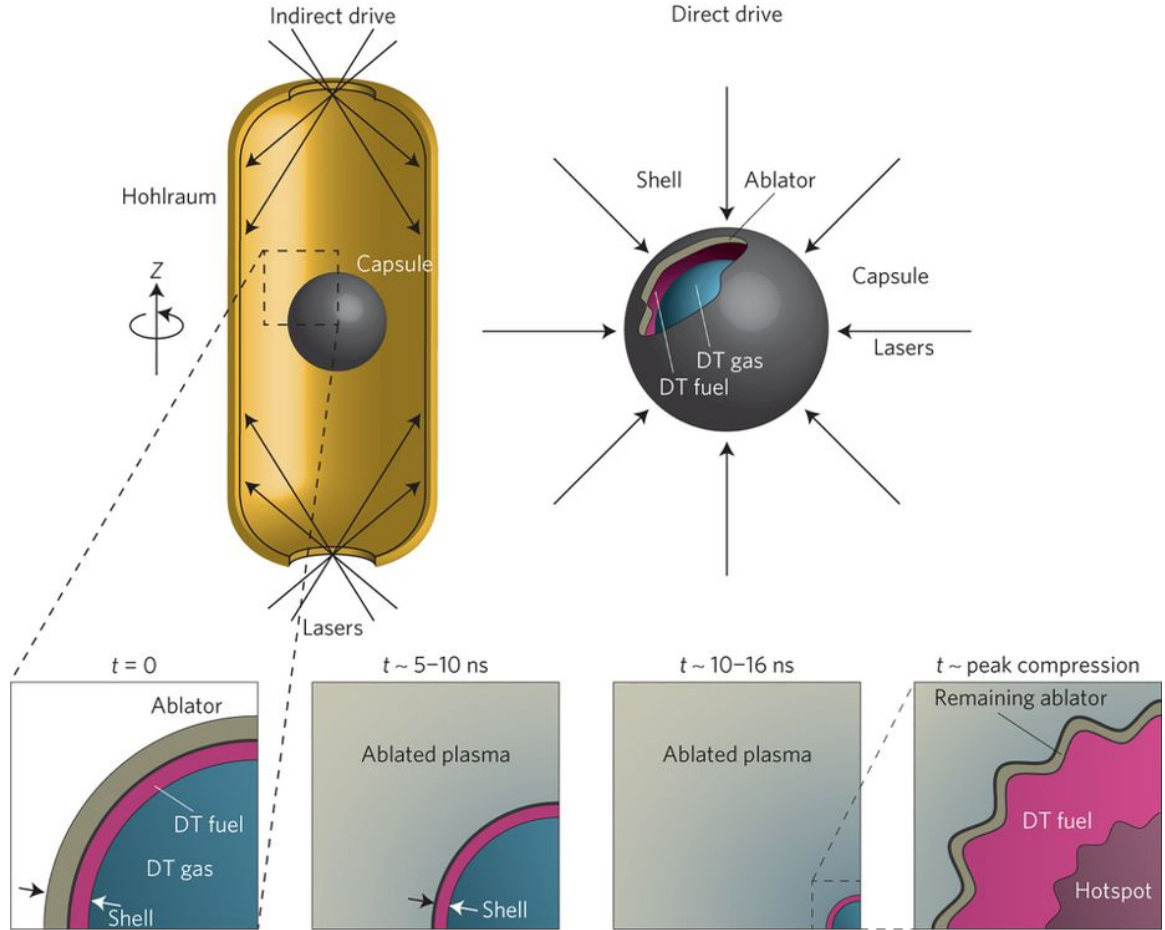 Indirect drive
Direct drive
Hohlraum
Z
Capsule
Lasers
Shell
Ablator
Capsule
Lasers
DT gas
DT fuel
t = 0
Ablator
DT fuel
DT gas
Shell
t ~ 5–10 ns
Ablated plasma
Shell
t ~ 10–16 ns
Ablated plasma
t ~ peak compression
Remaining ablator
DT fuel
Hotspot